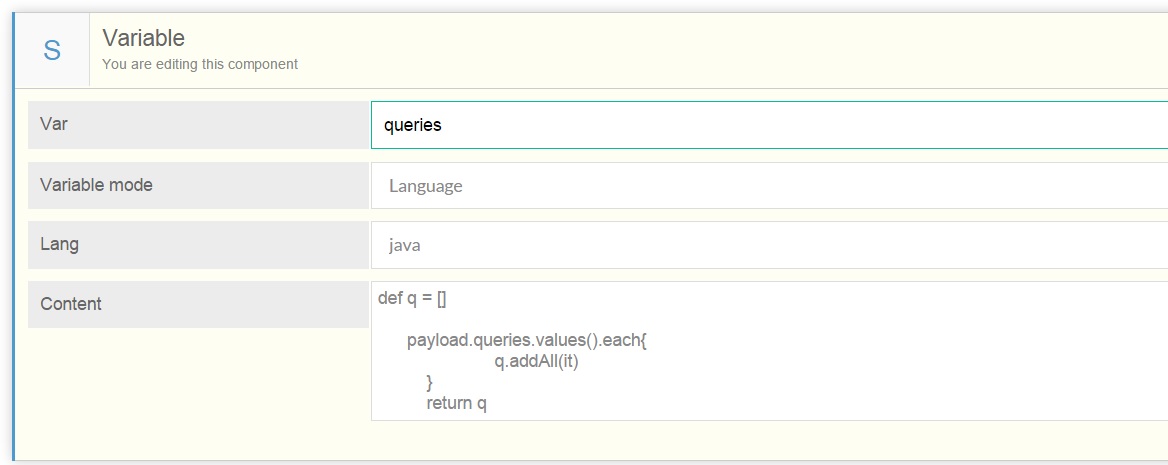 S
Variable
You are editing this component
Var
queries
Variable mode
Language
Lang
java
Content
def q = []
payload.queries.values().each{
q.addAll(it)
}
return q